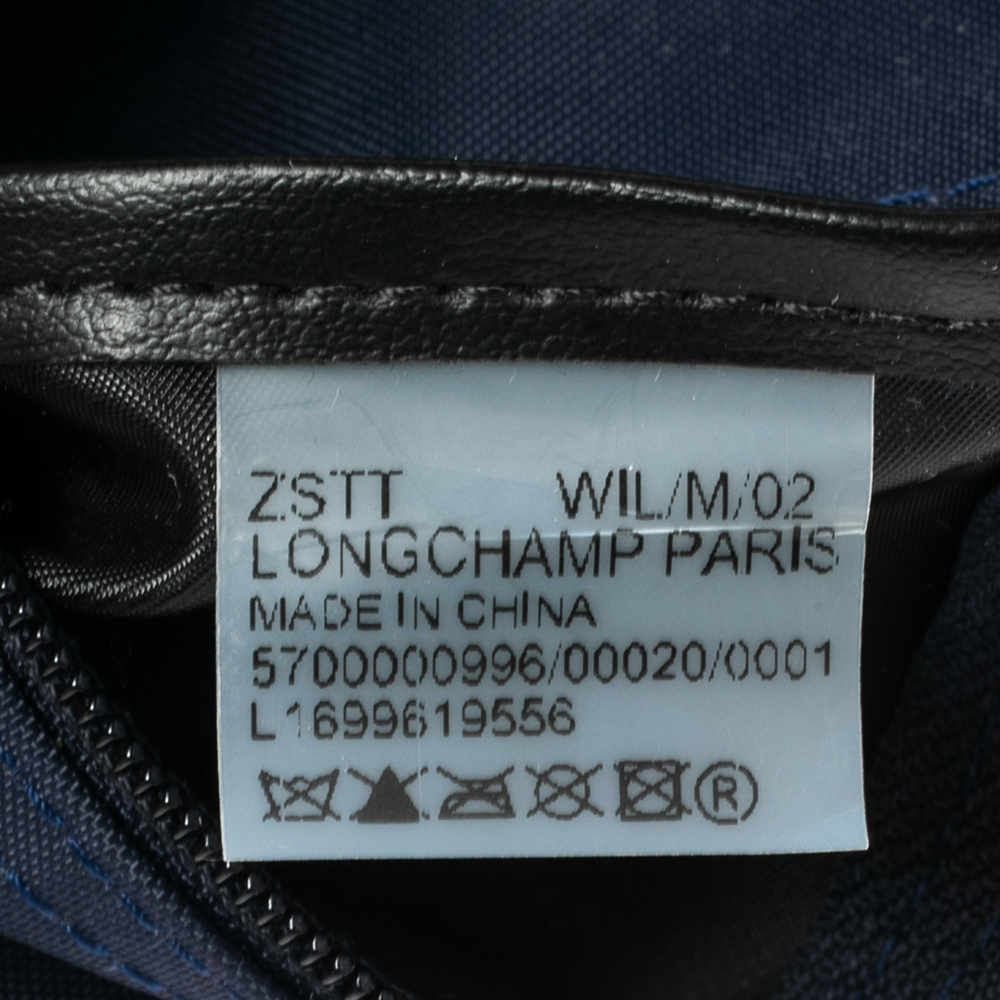 ZSTT WIL/M/02
LONGCHAMP PARIS
MADE IN CHINA
5700000996/00020/0001
L1699619556
®